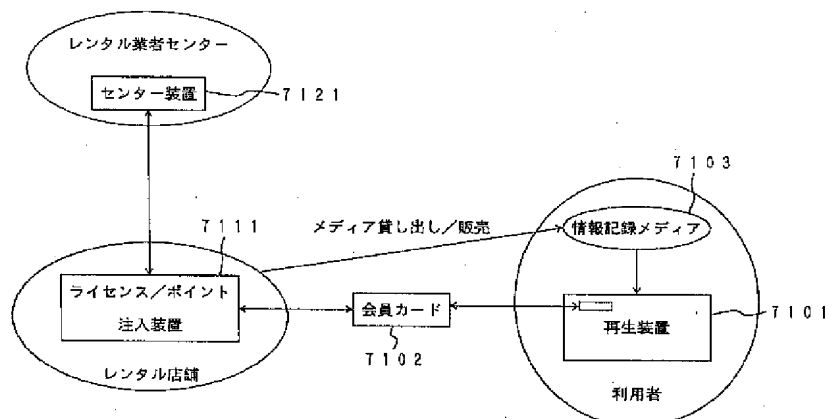 レンタル業者センター
センター装置
7121
7103
7111
メディア貸し出し／販売
情報記録メディア
ライセンス／ポイント
注入装置
会員カード
再生装置
7101
7102
レンタル店舗
利用者